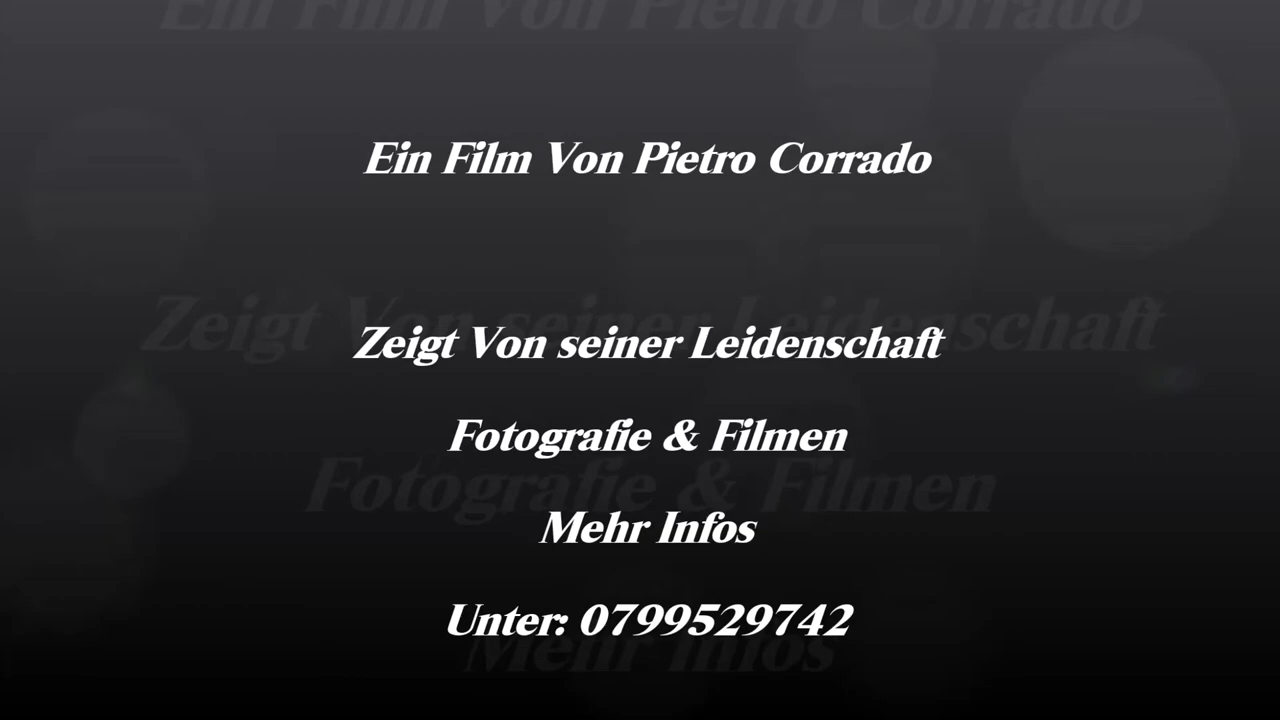 Ein Film Von Pietro Corrado
Zeigt Von seiner Leidenschaft
Fotografie & Filmen
Mehr Infos
Unter: 0799529742